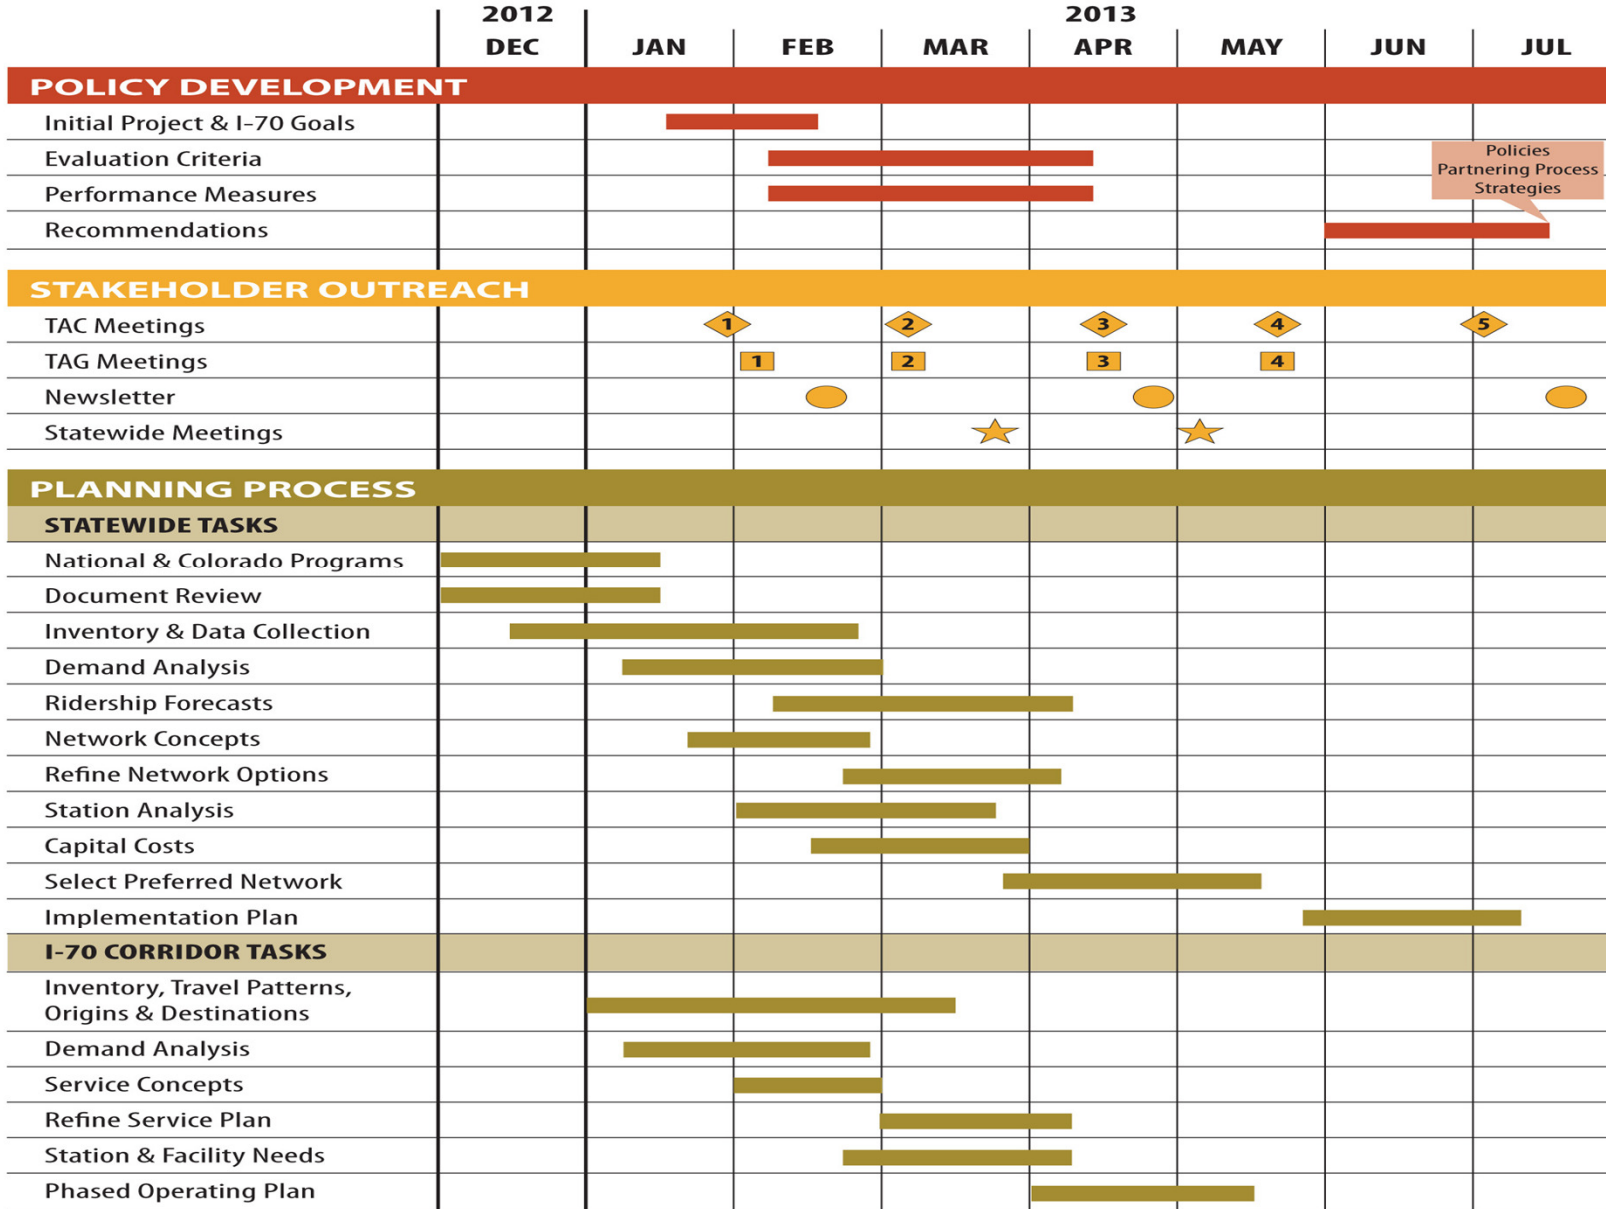 2012
2013
DEC
JAN
FEB
MAR
APR
MAY
JUN
JUL
POLICY DEVELOPMENT
Initial Project & I-70 Goals
Evaluation Criteria
Performance Measures
Recommendations
Policies
Partnering Process
Strategies
STAKEHOLDER OUTREACH
TAC Meetings
1
2
3
4
5
TAG Meetings
1
2
3
4
Newsletter
Statewide Meetings
PLANNING PROCESS
STATEWIDE TASKS
National & Colorado Programs
Document Review
Inventory & Data Collection
Demand Analysis
Ridership Forecasts
Network Concepts
Refine Network Options
Station Analysis
Capital Costs
Select Preferred Network
Implementation Plan
I-70 CORRIDOR TASKS
Inventory, Travel Patterns,
Origins & Destinations
Demand Analysis
Service Concepts
Refine Service Plan
Station & Facility Needs
Phased Operating Plan